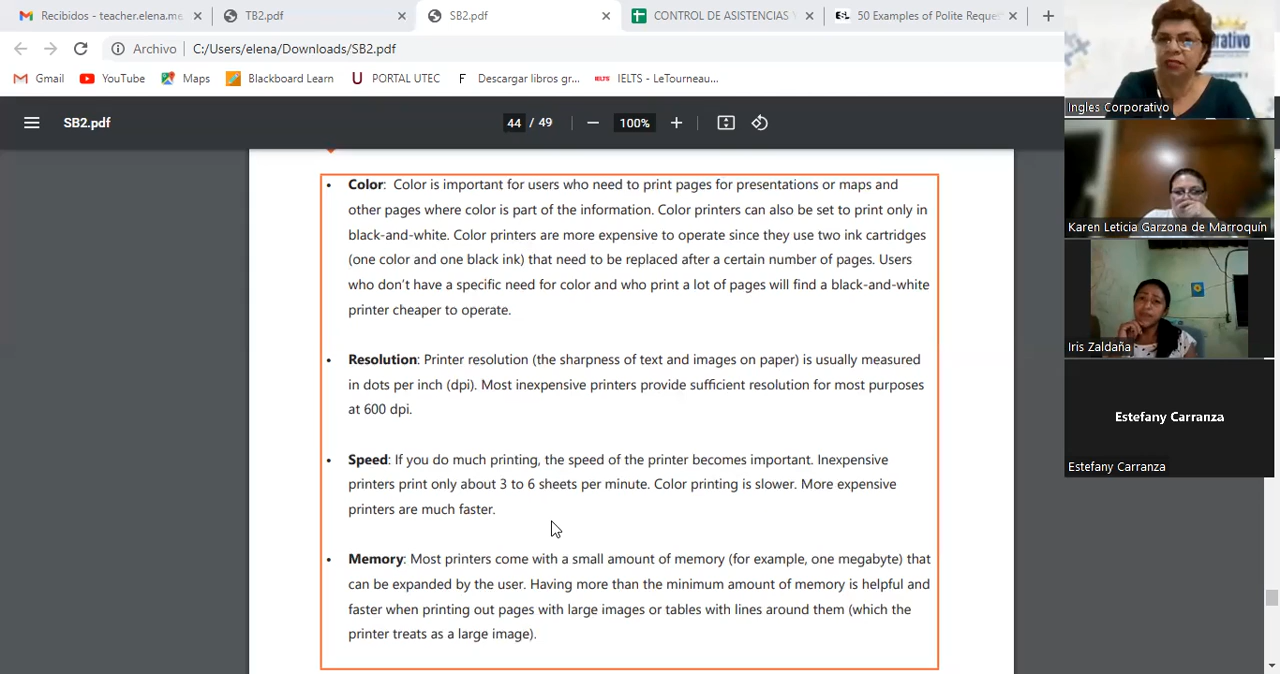 Recibidos - teacher.elena.me
TB2.pdf
SB2.pdf
CONTROL DE ASISTENCIAS
50 Examples of Polite Reque
Archivo
C:/Users/elena/Downloads/SB2.pdf
Gmail
YouTube
Maps
Blackboard Learn
PORTAL UTEC
Descargar libros gr...
IELTS - LeTourneau...
SB2.pdf
44 / 49
100%
• Color: Color is important for users who need to print pages for presentations or maps and
other pages where color is part of the information. Color printers can also be set to print only in
black-and-white. Color printers are more expensive to operate since they use two ink cartridges
(one color and one black ink) that need to be replaced after a certain number of pages. Users
who don't have a specific need for color and who print a lot of pages will find a black-and-white
printer cheaper to operate.
• Resolution: Printer resolution (the sharpness of text and images on paper) is usually measured
in dots per inch (dpi). Most inexpensive printers provide sufficient resolution for most purposes
at 600 dpi.
• Speed: If you do much printing, the speed of the printer becomes important. Inexpensive
printers print only about 3 to 6 sheets per minute. Color printing is slower. More expensive
printers are much faster.
• Memory: Most printers come with a small amount of memory (for example, one megabyte) that
can be expanded by the user. Having more than the minimum amount of memory is helpful and
faster when printing out pages with large images or tables with lines around them (which the
printer treats as a large image).
Ingles Corporativo
Karen Leticia Garzona de Marroquín
Iris Zaldaña
Estefany Carranza
Estefany Carranza